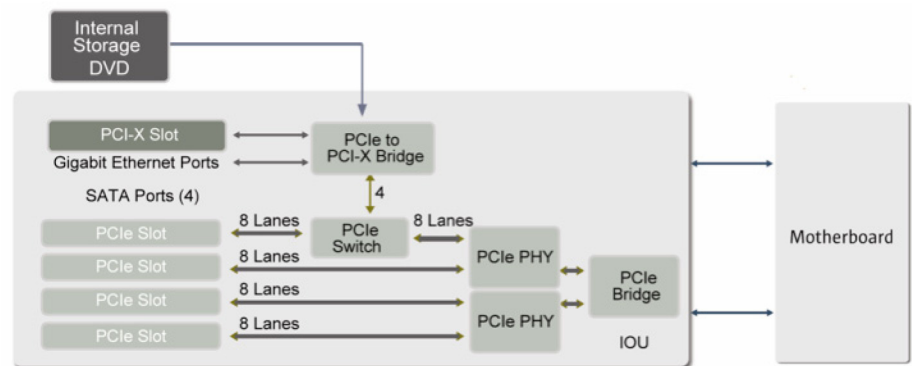 Internal
Storage
DVD
PCI-X Slot
PCIe to
PCI-X Bridge
Gigabit Ethernet Ports
4
SATA Ports (4)
8 Lanes
PCIe
Switch
8 Lanes
PCIe Slot
PCIe PHY
8 Lanes
PCIe Slot
PCIe
Bridge
Motherboard
8 Lanes
PCIe Slot
PCIe PHY
8 Lanes
PCIe Slot
IOU